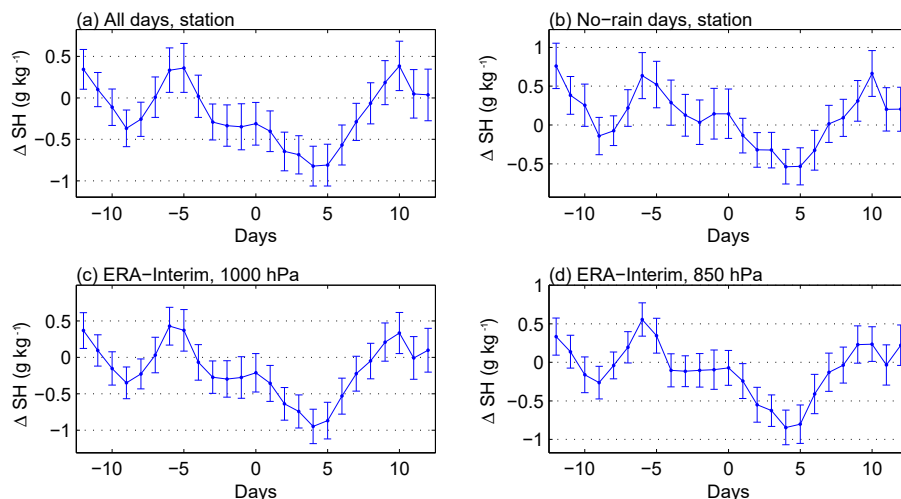 (a) All days, station
Δ SH (g kg⁻¹)
0.5
0
−0.5
−1
−10 −5 0 5 10
Days
(b) No−rain days, station
Δ SH (g kg⁻¹)
1
0.5
0
−0.5
−10 −5 0 5 10
Days
(c) ERA−Interim, 1000 hPa
Δ SH (g kg⁻¹)
0.5
0
−0.5
−1
−10 −5 0 5 10
Days
(d) ERA−Interim, 850 hPa
Δ SH (g kg⁻¹)
1
0.5
0
−0.5
−1
−10 −5 0 5 10
Days